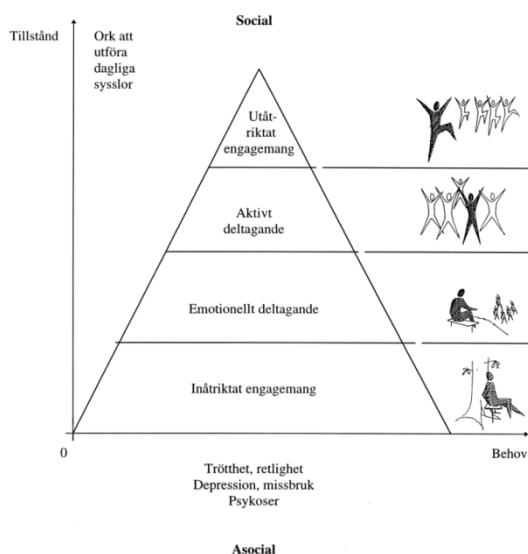 Social
Tillstånd
Ork att
utföra
dagliga
sysslor
Utåt-
riktat
engagemang
Aktivt
deltagande
Emotionellt deltagande
Inåtriktat engagemang
0
Behov
Trötthet, retlighet
Depression, missbruk
Psykoser
Asocial